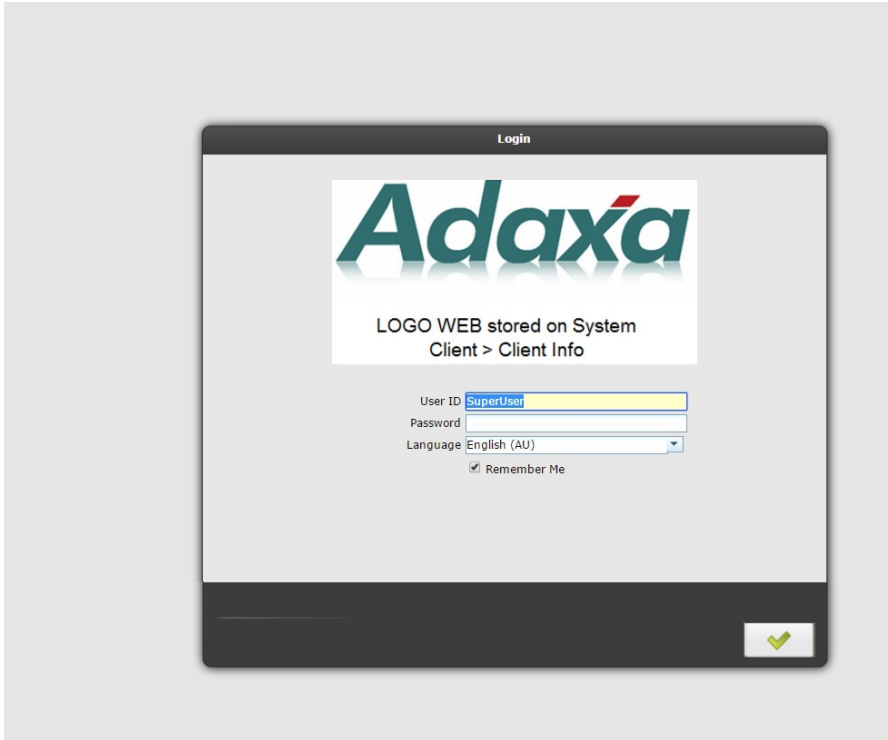 Login
Adaxa
LOGO WEB stored on System
Client > Client Info
User ID SuperUser
Password
Language English (AU)
Remember Me